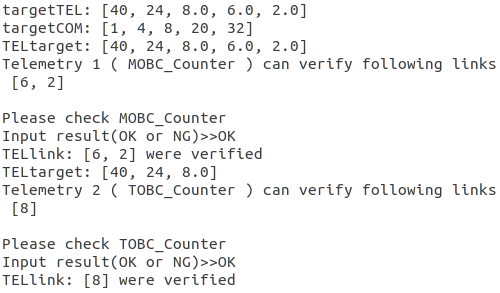 targetTEL: [40, 24, 8.0, 6.0, 2.0]
targetCOM: [1, 4, 8, 20, 32]
TELtarget: [40, 24, 8.0, 6.0, 2.0]
Telemetry 1 ( MOBC_Counter ) can verify following links
[6, 2]
Please check MOBC_Counter
Input result(OK or NG)>>OK
TELlink: [6, 2] were verified
TELtarget: [40, 24, 8.0]
Telemetry 2 ( TOBC_Counter ) can verify following links
[8]
Please check TOBC_Counter
Input result(OK or NG)>>OK
TELlink: [8] were verified